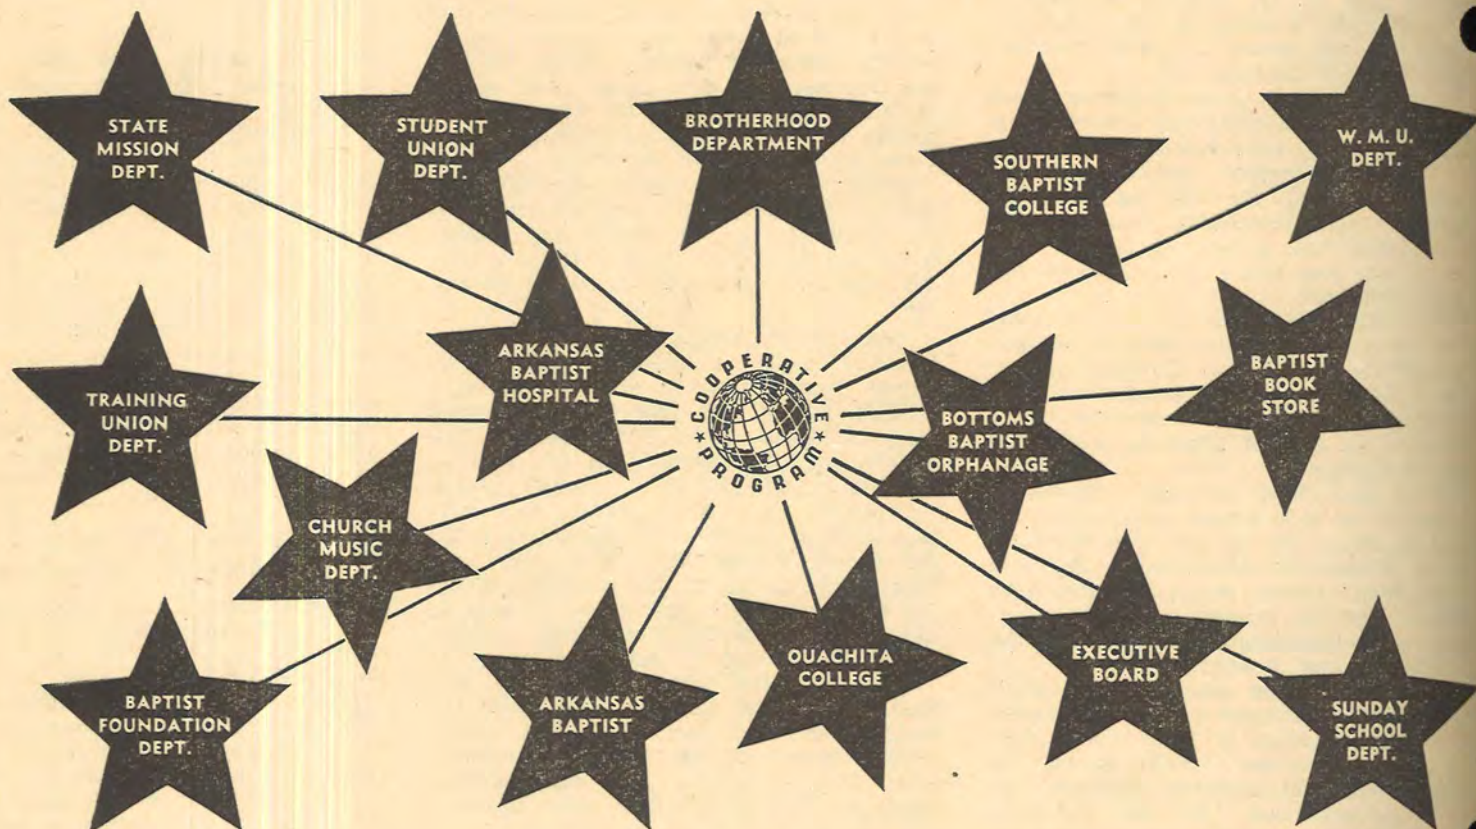 STATE
MISSION
DEPT.
STUDENT
UNION
DEPT.
BROTHERHOOD
DEPARTMENT
SOUTHERN
BAPTIST
COLLEGE
W. M. U.
DEPT.
TRAINING
UNION
DEPT.
ARKANSAS
BAPTIST
HOSPITAL
COOPERATIVE
PROGRAM
BOTTOMS
BAPTIST
ORPHANAGE
BAPTIST
BOOK
STORE
CHURCH
MUSIC
DEPT.
BAPTIST
FOUNDATION
DEPT.
ARKANSAS
BAPTIST
OUACHITA
COLLEGE
EXECUTIVE
BOARD
SUNDAY
SCHOOL
DEPT.